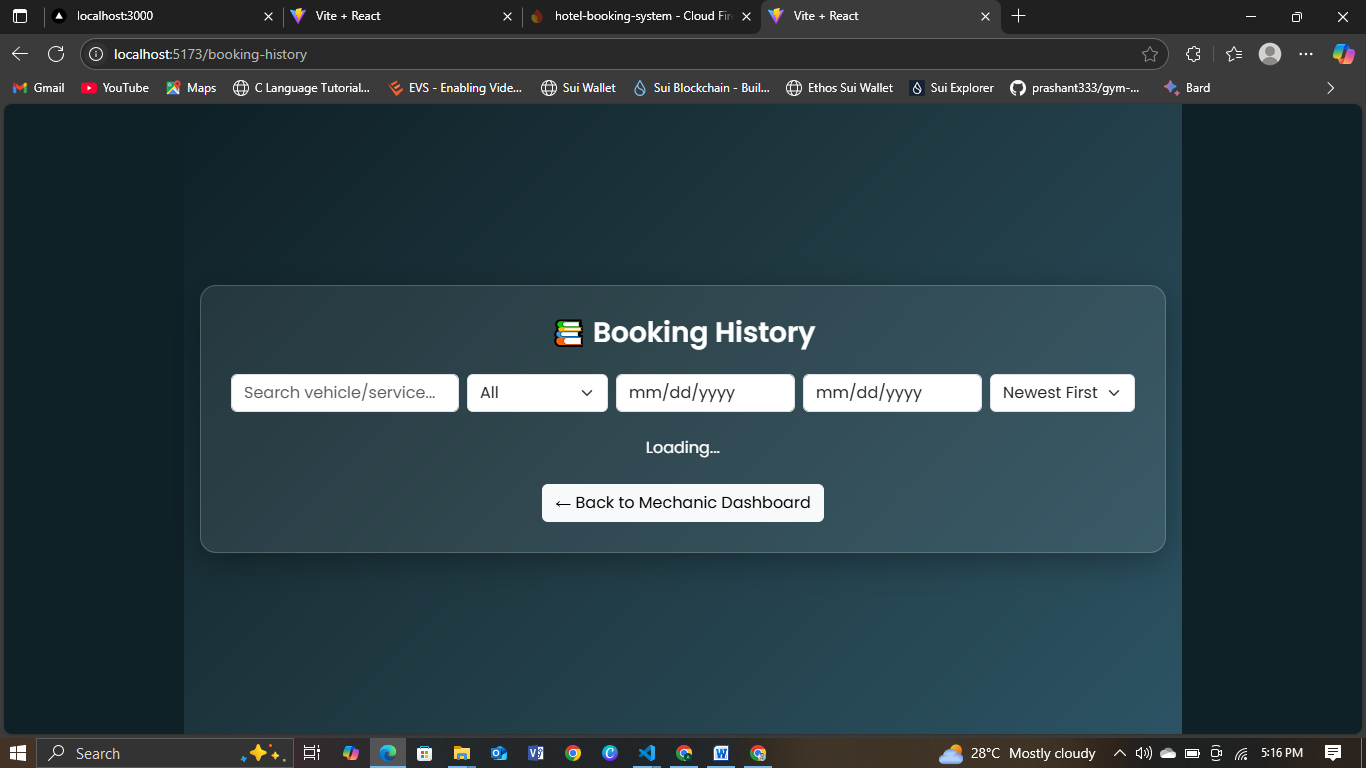 localhost:3000
Vite + React
hotel-booking-system - Cloud Fir
Vite + React
localhost:5173/booking-history
Gmail
YouTube
Maps
C Language Tutorial...
EVS - Enabling Vide...
Sui Wallet
Sui Blockchain - Buil...
Ethos Sui Wallet
Sui Explorer
prashant333/gym-...
Bard
Booking History
Search vehicle/service...
All
mm/dd/yyyy
mm/dd/yyyy
Newest First
Loading...
← Back to Mechanic Dashboard
Search
28°C Mostly cloudy
5:16 PM